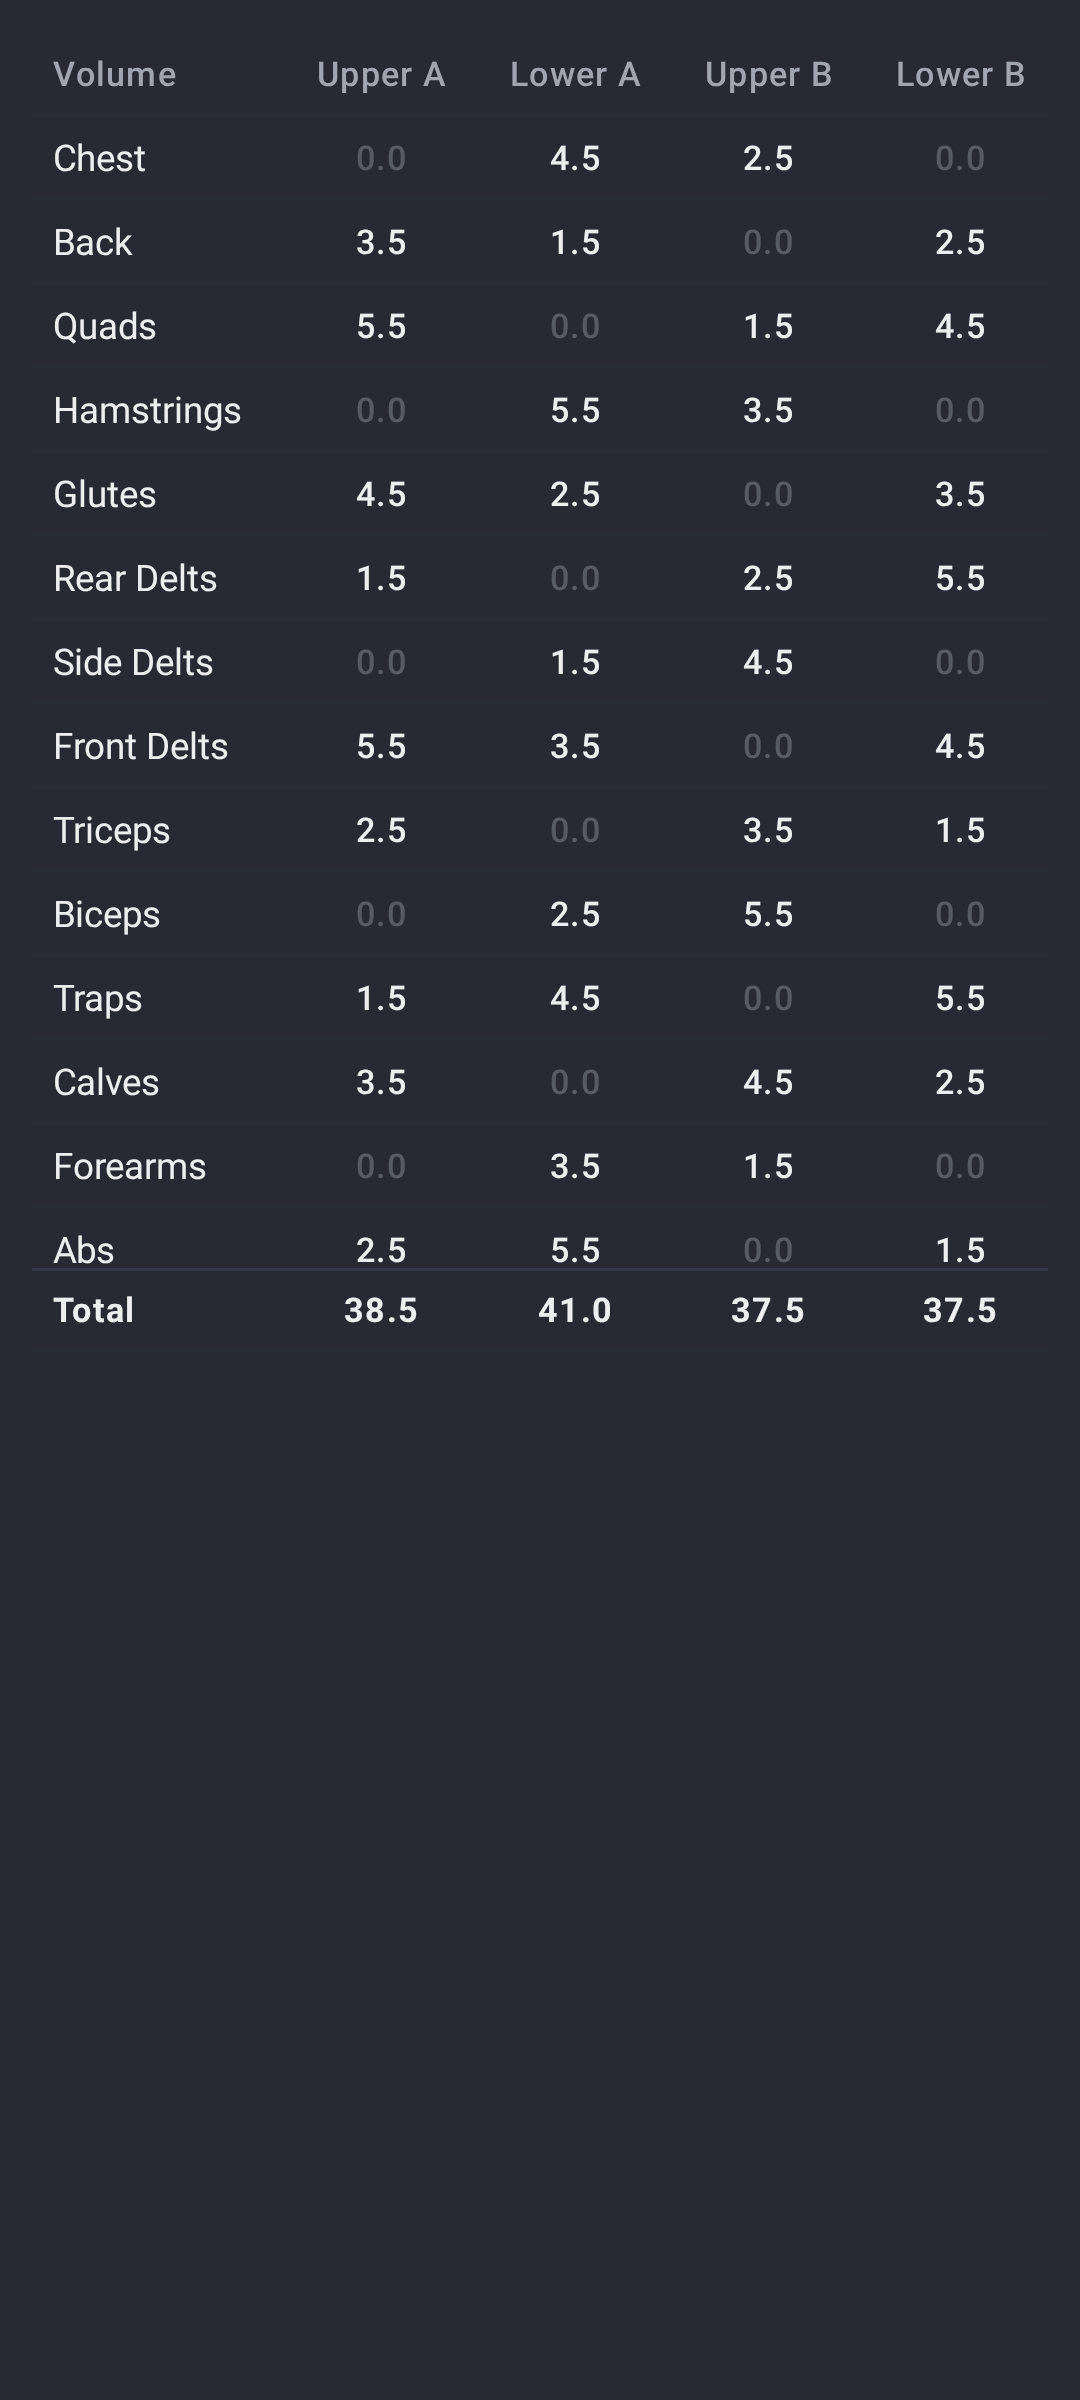 Volume Upper A Lower A Upper B Lower B
Chest 0.0 4.5 2.5 0.0
Back 3.5 1.5 0.0 2.5
Quads 5.5 0.0 1.5 4.5
Hamstrings 0.0 5.5 3.5 0.0
Glutes 4.5 2.5 0.0 3.5
Rear Delts 1.5 0.0 2.5 5.5
Side Delts 0.0 1.5 4.5 0.0
Front Delts 5.5 3.5 0.0 4.5
Triceps 2.5 0.0 3.5 1.5
Biceps 0.0 2.5 5.5 0.0
Traps 1.5 4.5 0.0 5.5
Calves 3.5 0.0 4.5 2.5
Forearms 0.0 3.5 1.5 0.0
Abs 2.5 5.5 0.0 1.5
Total 38.5 41.0 37.5 37.5